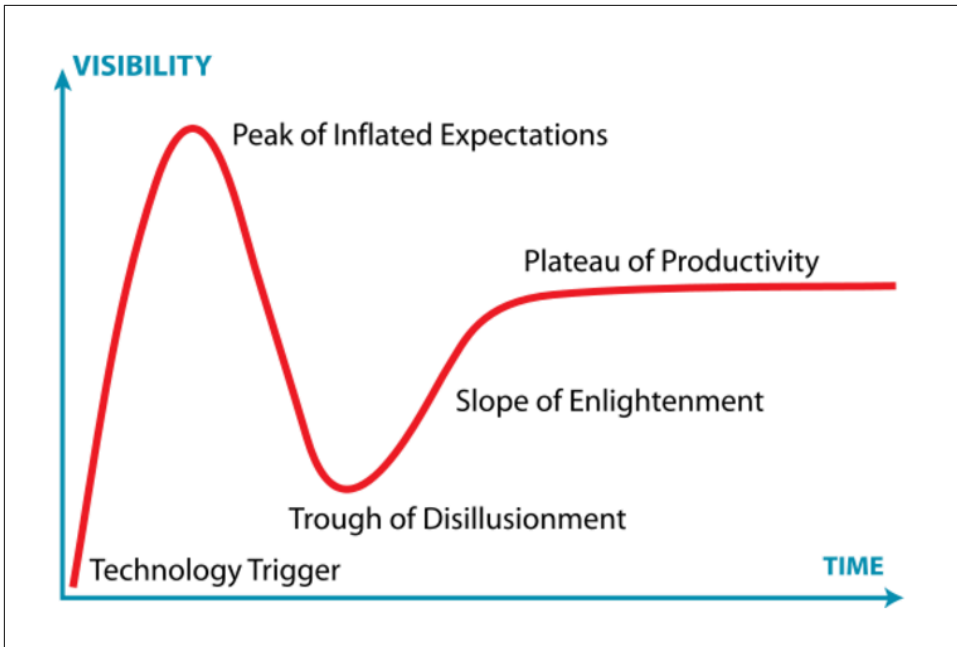 VISIBILITY
Peak of Inflated Expectations
Plateau of Productivity
Slope of Enlightenment
Trough of Disillusionment
Technology Trigger
TIME